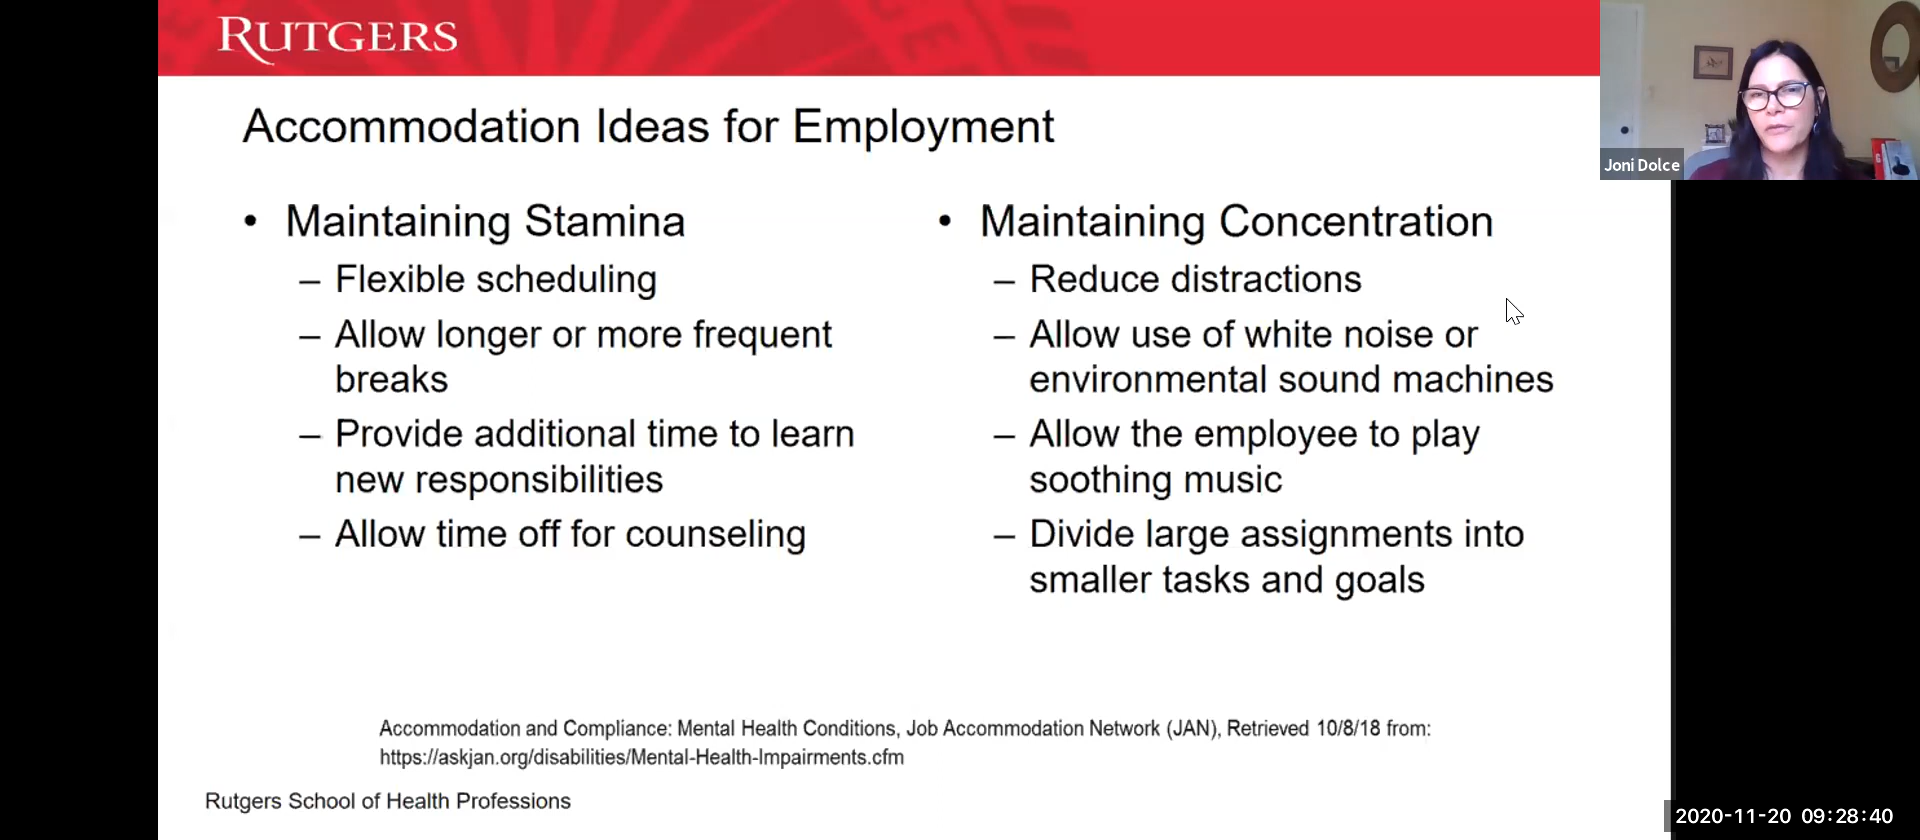 RUTGERS
Joni Dolce
Accommodation Ideas for Employment
• Maintaining Stamina
– Flexible scheduling
– Allow longer or more frequent
breaks
– Provide additional time to learn
new responsibilities
– Allow time off for counseling
• Maintaining Concentration
– Reduce distractions
– Allow use of white noise or
environmental sound machines
– Allow the employee to play
soothing music
– Divide large assignments into
smaller tasks and goals
Accommodation and Compliance: Mental Health Conditions, Job Accommodation Network (JAN), Retrieved 10/8/18 from:
https://askjan.org/disabilities/Mental-Health-Impairments.cfm
Rutgers School of Health Professions
2020-11-20 09:28:40